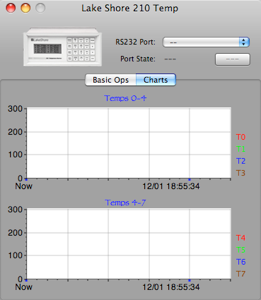 Lake Shore 210 Temp
RS232 Port: ---
Port State: --- ---
Basic Ops Charts
Temps 0-4
300
200
100
0
T0
T1
T2
T3
Now 12/01 18:55:34
Temps 4-7
300
200
100
0
T4
T5
T6
T7
Now 12/01 18:55:34